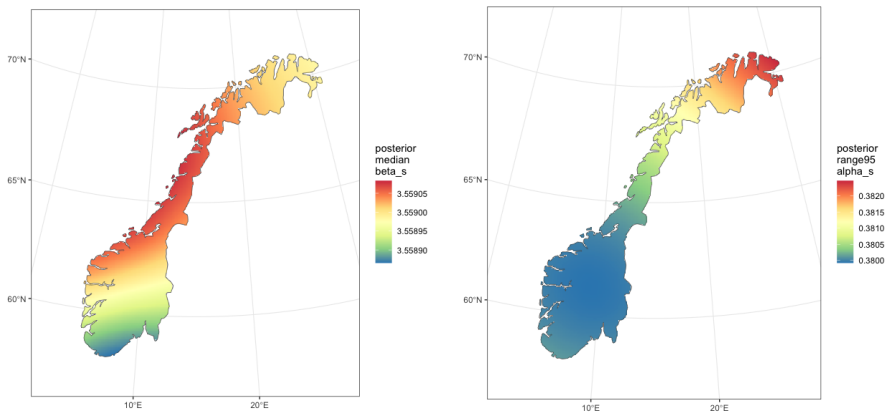 70°N
65°N
60°N
10°E
20°E
posterior
median
beta_s
3.55905
3.55900
3.55895
3.55890
70°N
65°N
60°N
10°E
20°E
posterior
range95
alpha_s
0.3820
0.3815
0.3810
0.3805
0.3800